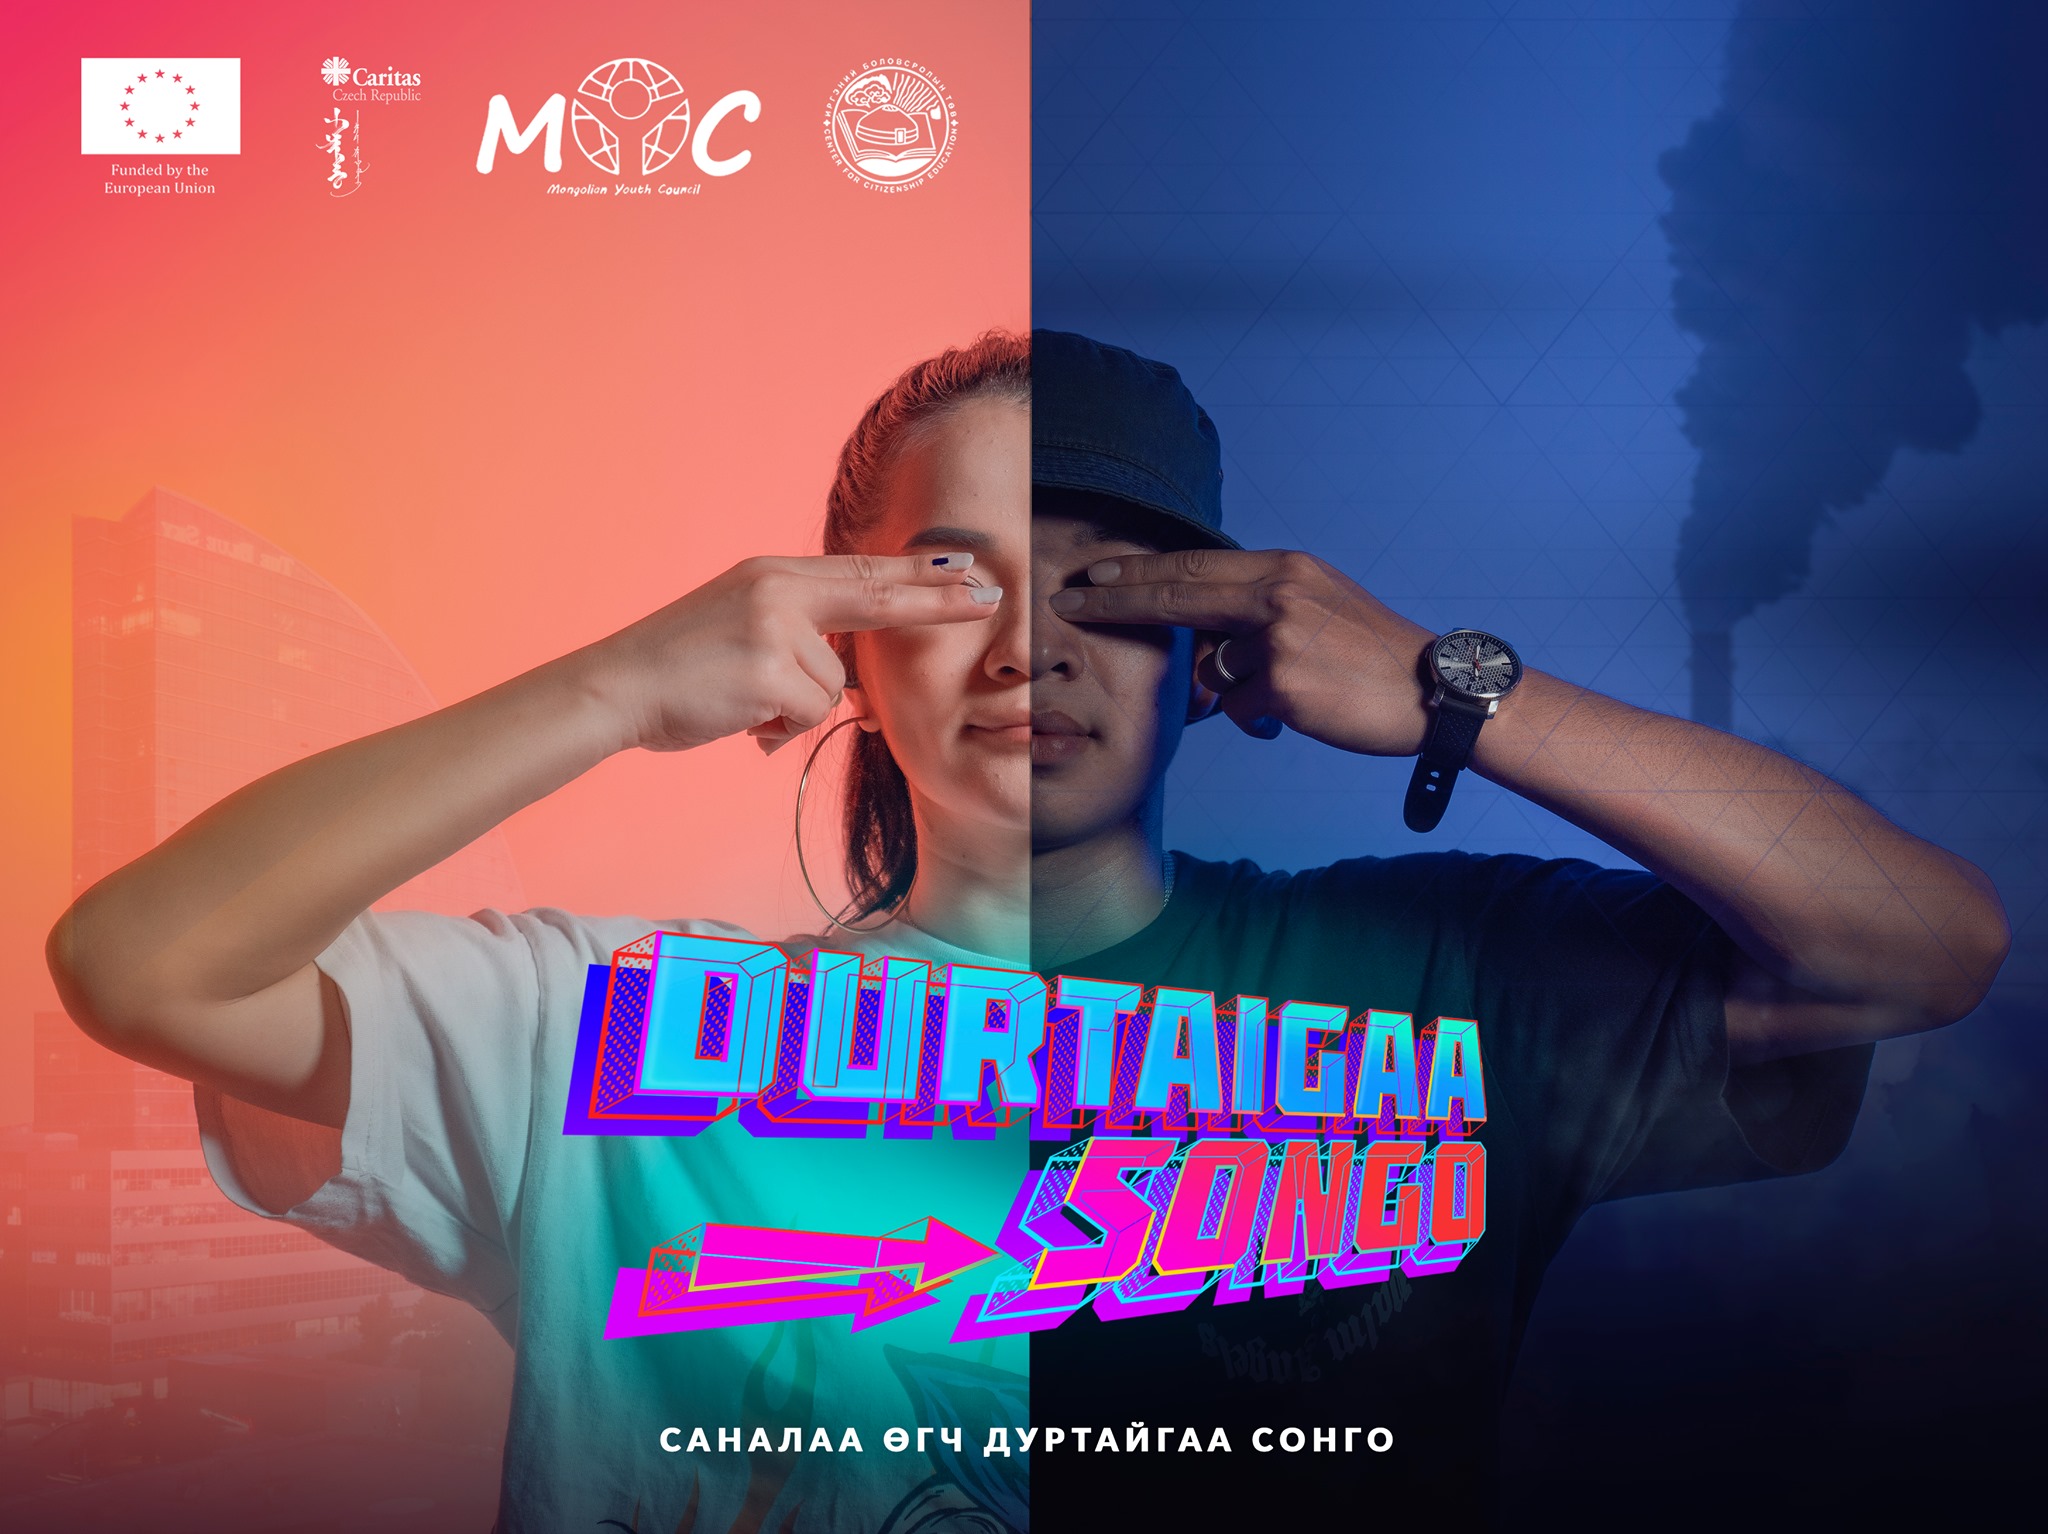 Funded by the
European Union
Caritas
Czech Republic
MYC
Mongolian Youth Council
ИРГЭНИЙ БОЛОВСРОЛЫН ТӨВ
CENTER FOR CITIZENSHIP EDUCATION
DURTAIGAA
SONGO
САНАЛАА ӨГЧ ДУРТАЙГАА СОНГО